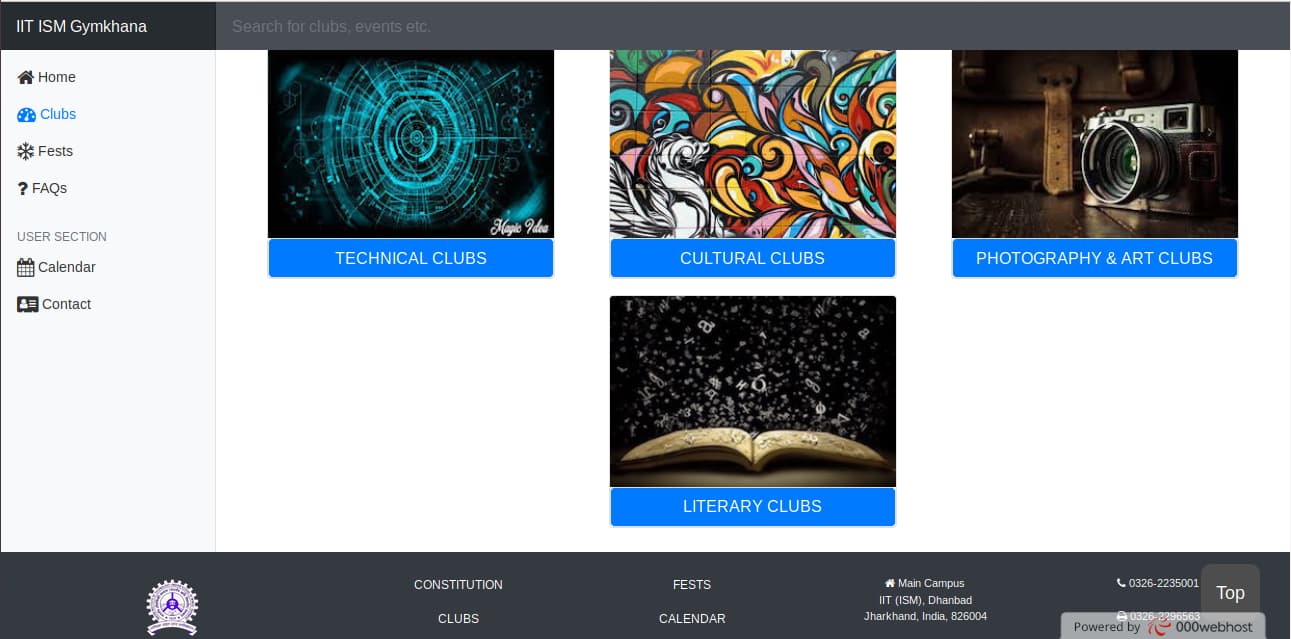 IIT ISM Gymkhana
Search for clubs, events etc.
Home
Clubs
Fests
FAQs
USER SECTION
Calendar
Contact
Magic Idea
TECHNICAL CLUBS
CULTURAL CLUBS
PHOTOGRAPHY & ART CLUBS
LITERARY CLUBS
CONSTITUTION
CLUBS
FESTS
CALENDAR
Main Campus
IIT (ISM), Dhanbad
Jharkhand, India, 826004
0326-2235001
0326-2296563
Top
Powered by 000webhost